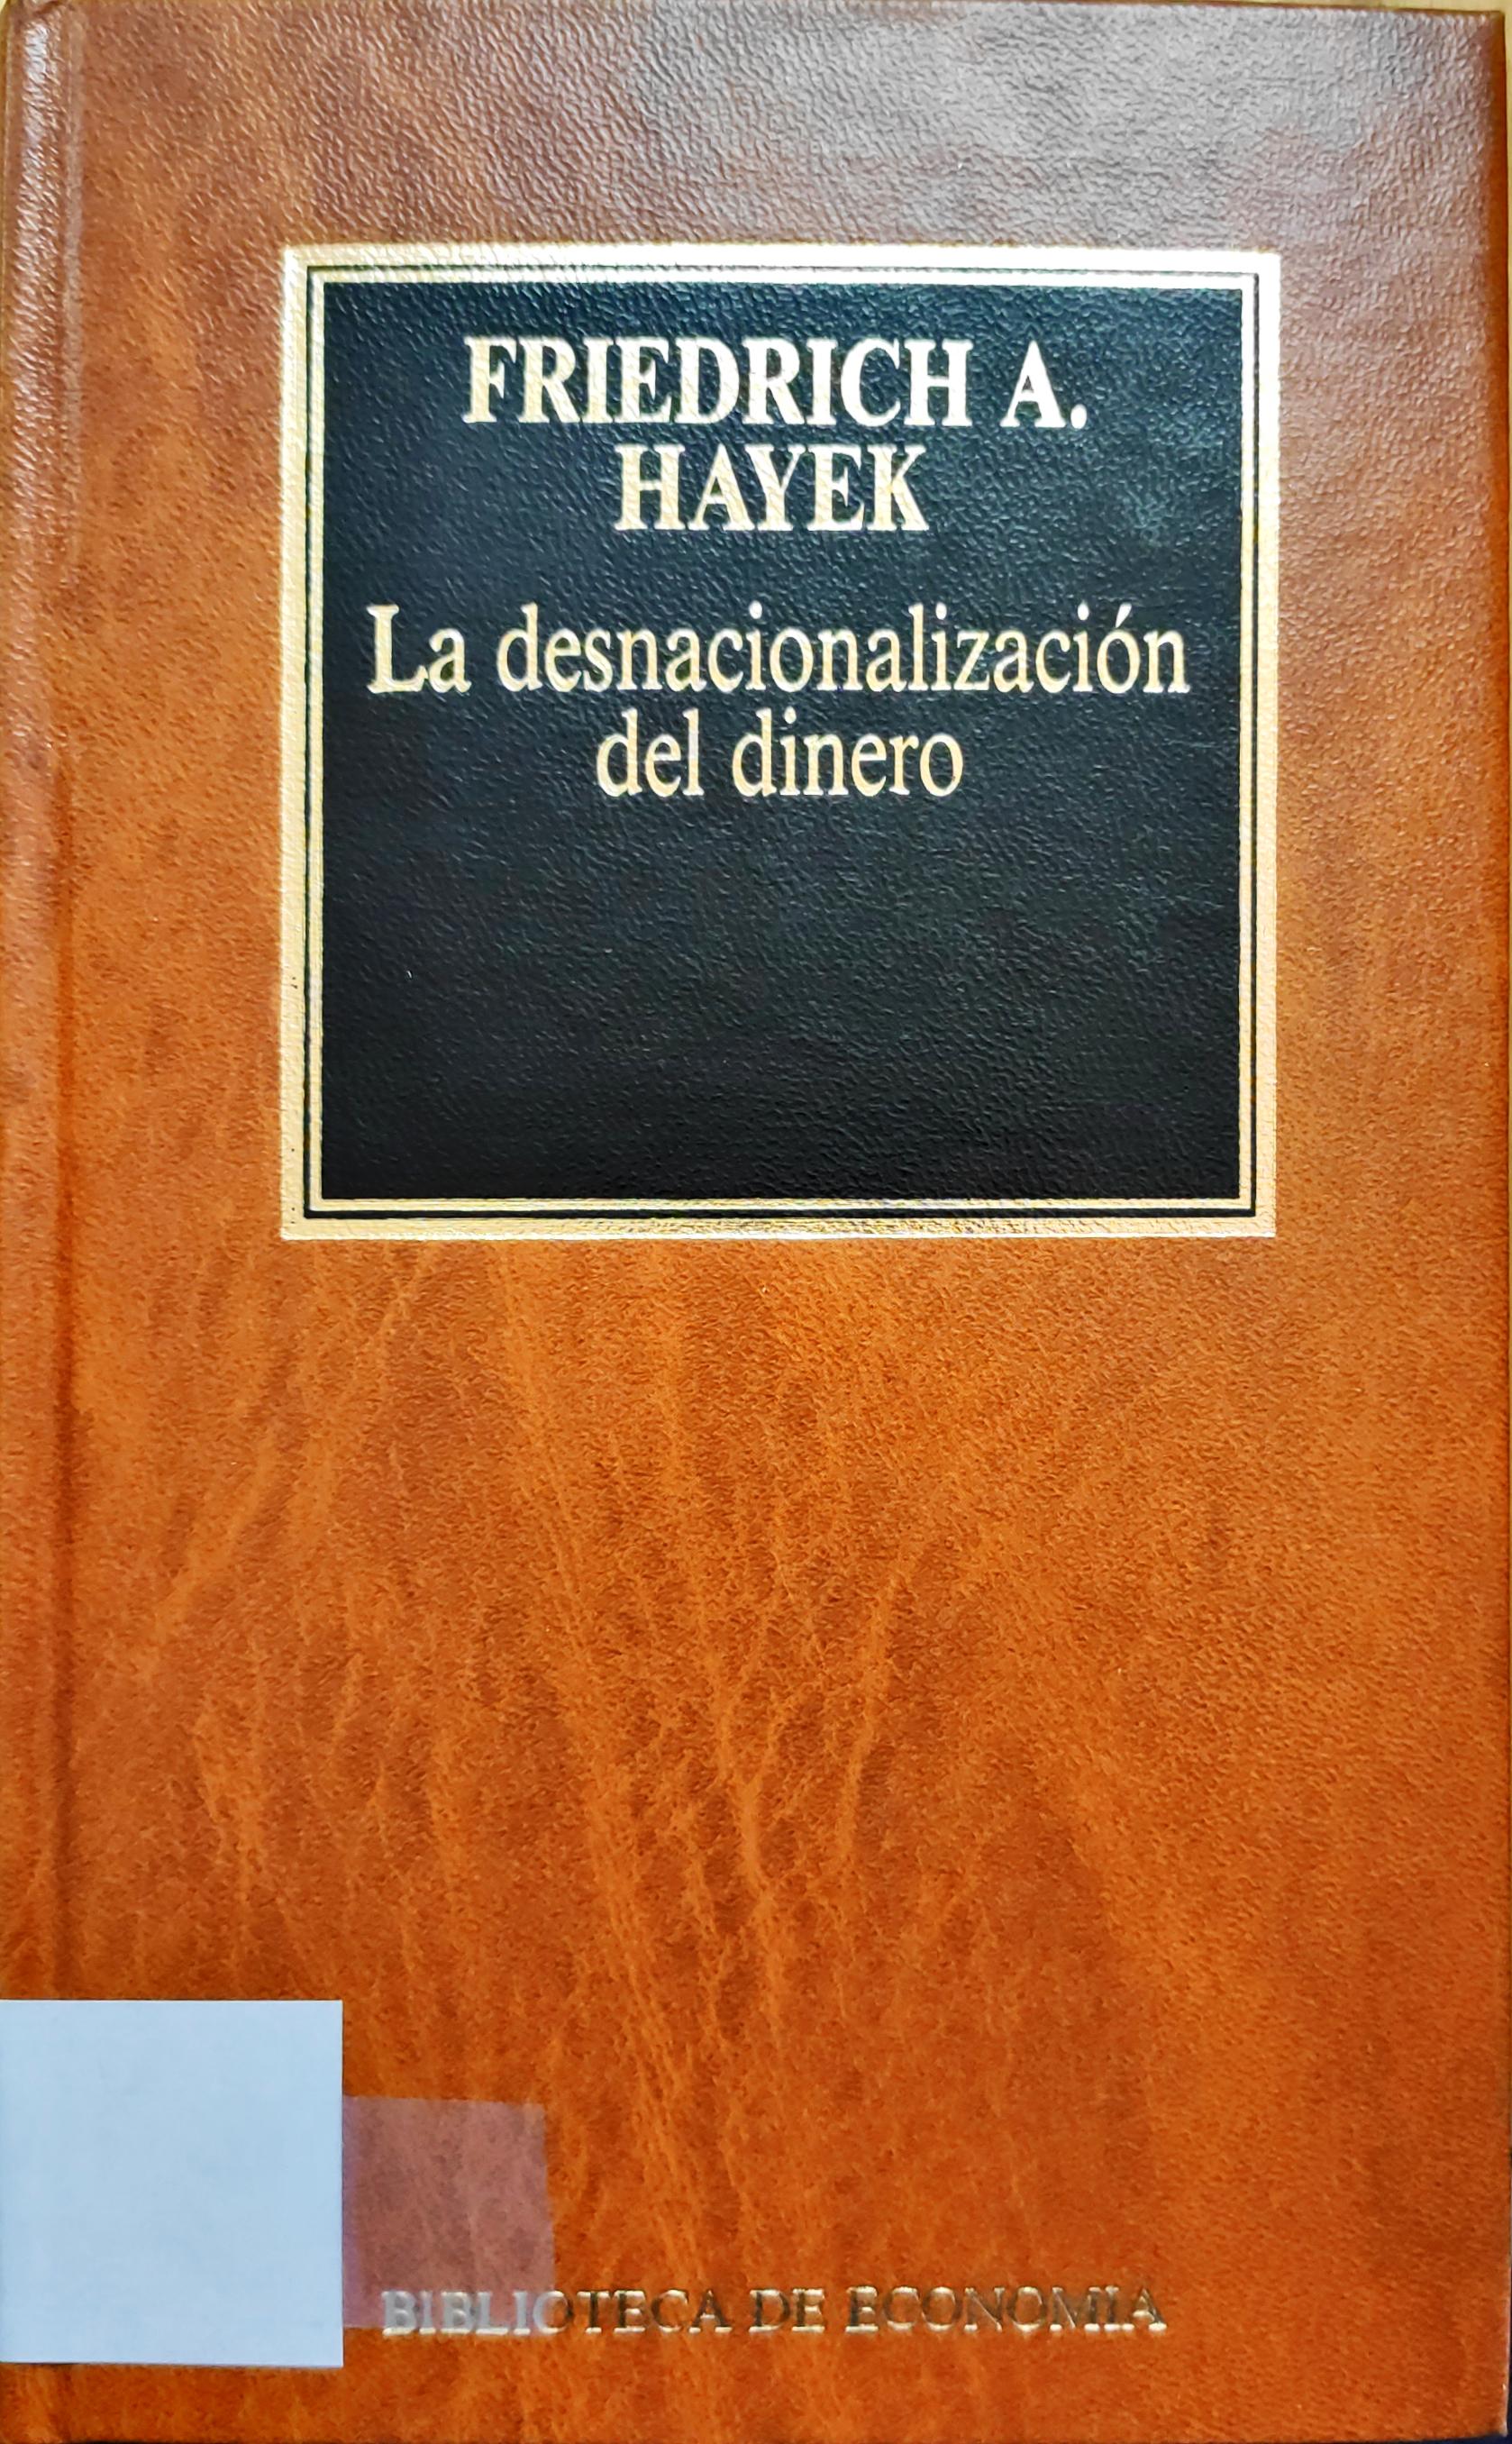 FRIEDRICH A.
HAYEK
La desnacionalización
del dinero
BIBLIOTECA DE ECONOMIA